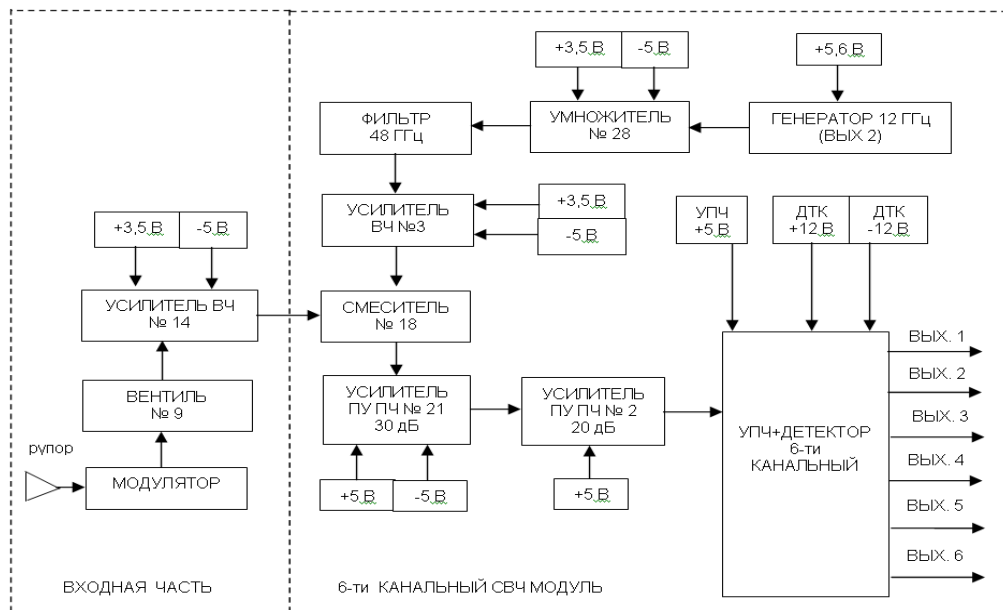 +3,5 В
-5 В
+5,6 В
ФИЛЬТР
48 ГГц
УМНОЖИТЕЛЬ
№ 28
ГЕНЕРАТОР 12 ГГц
(ВЫХ 2)
+3,5 В
-5 В
УСИЛИТЕЛЬ
ВЧ №3
+3,5 В
-5 В
УПЧ
+5 В
ДТК
+12 В
ДТК
-12 В
УСИЛИТЕЛЬ ВЧ
№ 14
СМЕСИТЕЛЬ
№ 18
ВЕНТИЛЬ
№ 9
УСИЛИТЕЛЬ
ПУ ПЧ № 21
30 дБ
УСИЛИТЕЛЬ
ПУ ПЧ № 2
20 дБ
УПЧ+ДЕТЕКТОР
6-ти
КАНАЛЬНЫЙ
ВЫХ. 1
ВЫХ. 2
ВЫХ. 3
ВЫХ. 4
ВЫХ. 5
ВЫХ. 6
рупор
МОДУЛЯТОР
+5 В
-5 В
+5 В
ВХОДНАЯ ЧАСТЬ
6-ти КАНАЛЬНЫЙ СВЧ МОДУЛЬ